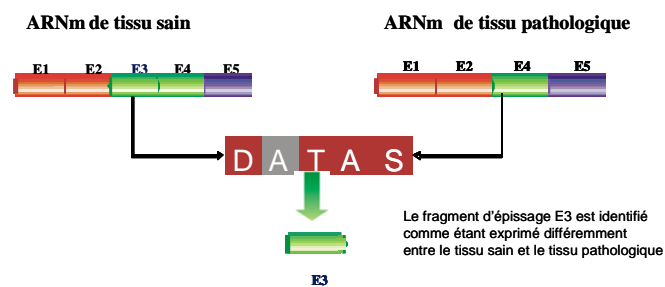 ARNm de tissu sain
ARNm de tissu pathologique
E1 E2 E3 E4 E5
E1 E2 E4 E5
DATAS
Le fragment d'épissage E3 est identifié
comme étant exprimé différemment
entre le tissu sain et le tissu pathologique
E3